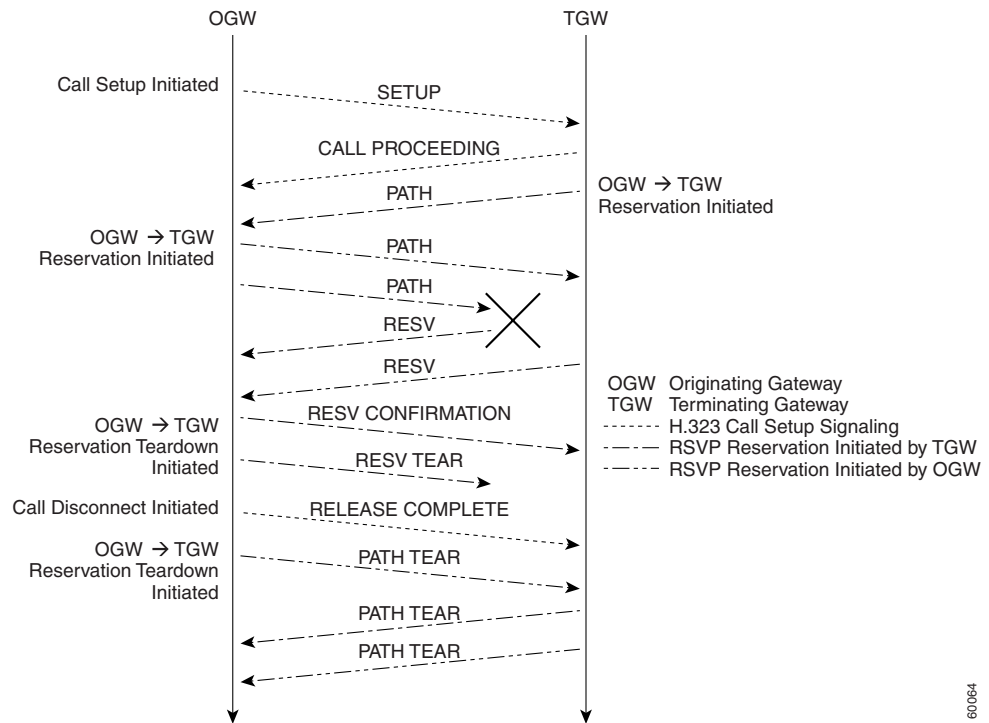 OGW
TGW
Call Setup Initiated
SETUP
CALL PROCEEDING
PATH
OGW → TGW
Reservation Initiated
OGW → TGW
Reservation Initiated
PATH
PATH
RESV
RESV
OGW Originating Gateway
TGW Terminating Gateway
H.323 Call Setup Signaling
RSVP Reservation Initiated by TGW
RSVP Reservation Initiated by OGW
OGW → TGW
Reservation Teardown
Initiated
RESV CONFIRMATION
RESV TEAR
Call Disconnect Initiated
RELEASE COMPLETE
OGW → TGW
Reservation Teardown
Initiated
PATH TEAR
PATH TEAR
PATH TEAR
60064